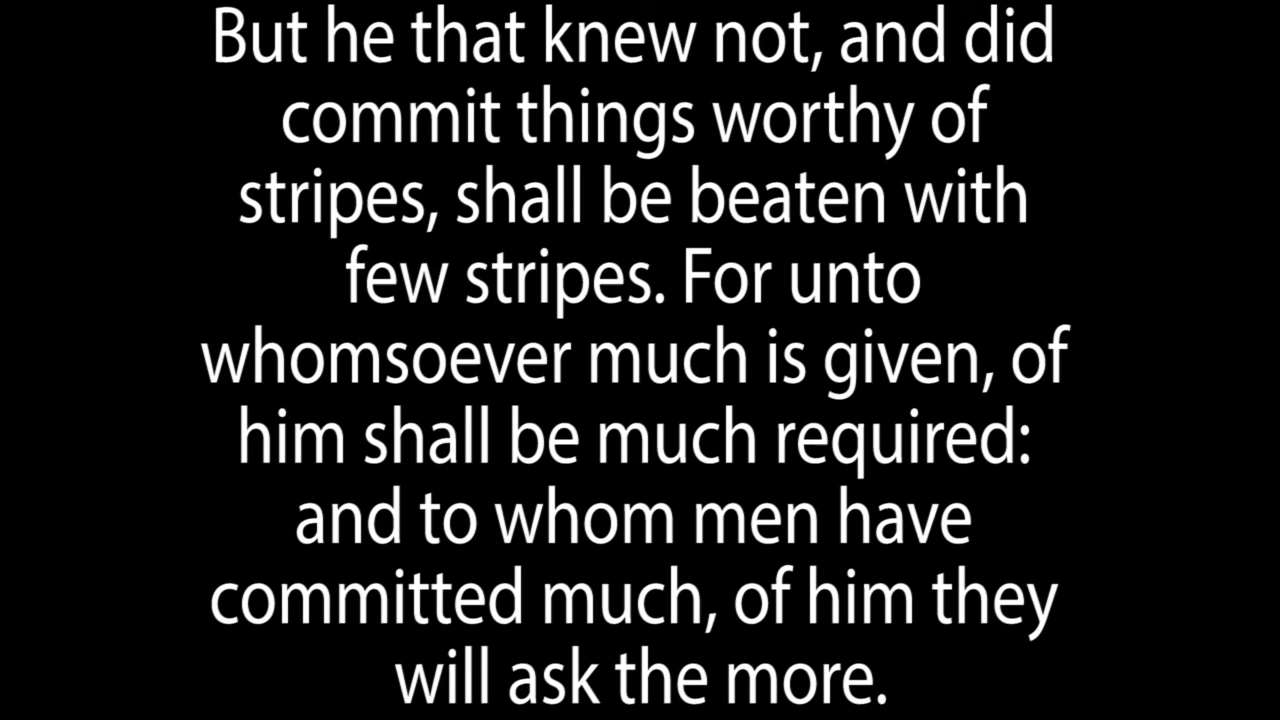 But he that knew not, and did
commit things worthy of
stripes, shall be beaten with
few stripes. For unto
whomsoever much is given, of
him shall be much required:
and to whom men have
committed much, of him they
will ask the more.